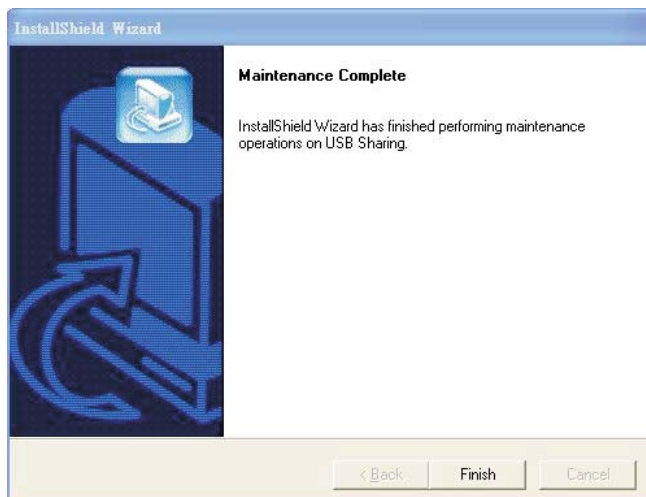 InstallShield Wizard
Maintenance Complete
InstallShield Wizard has finished performing maintenance
operations on USB Sharing.
< Back
Finish
Cancel